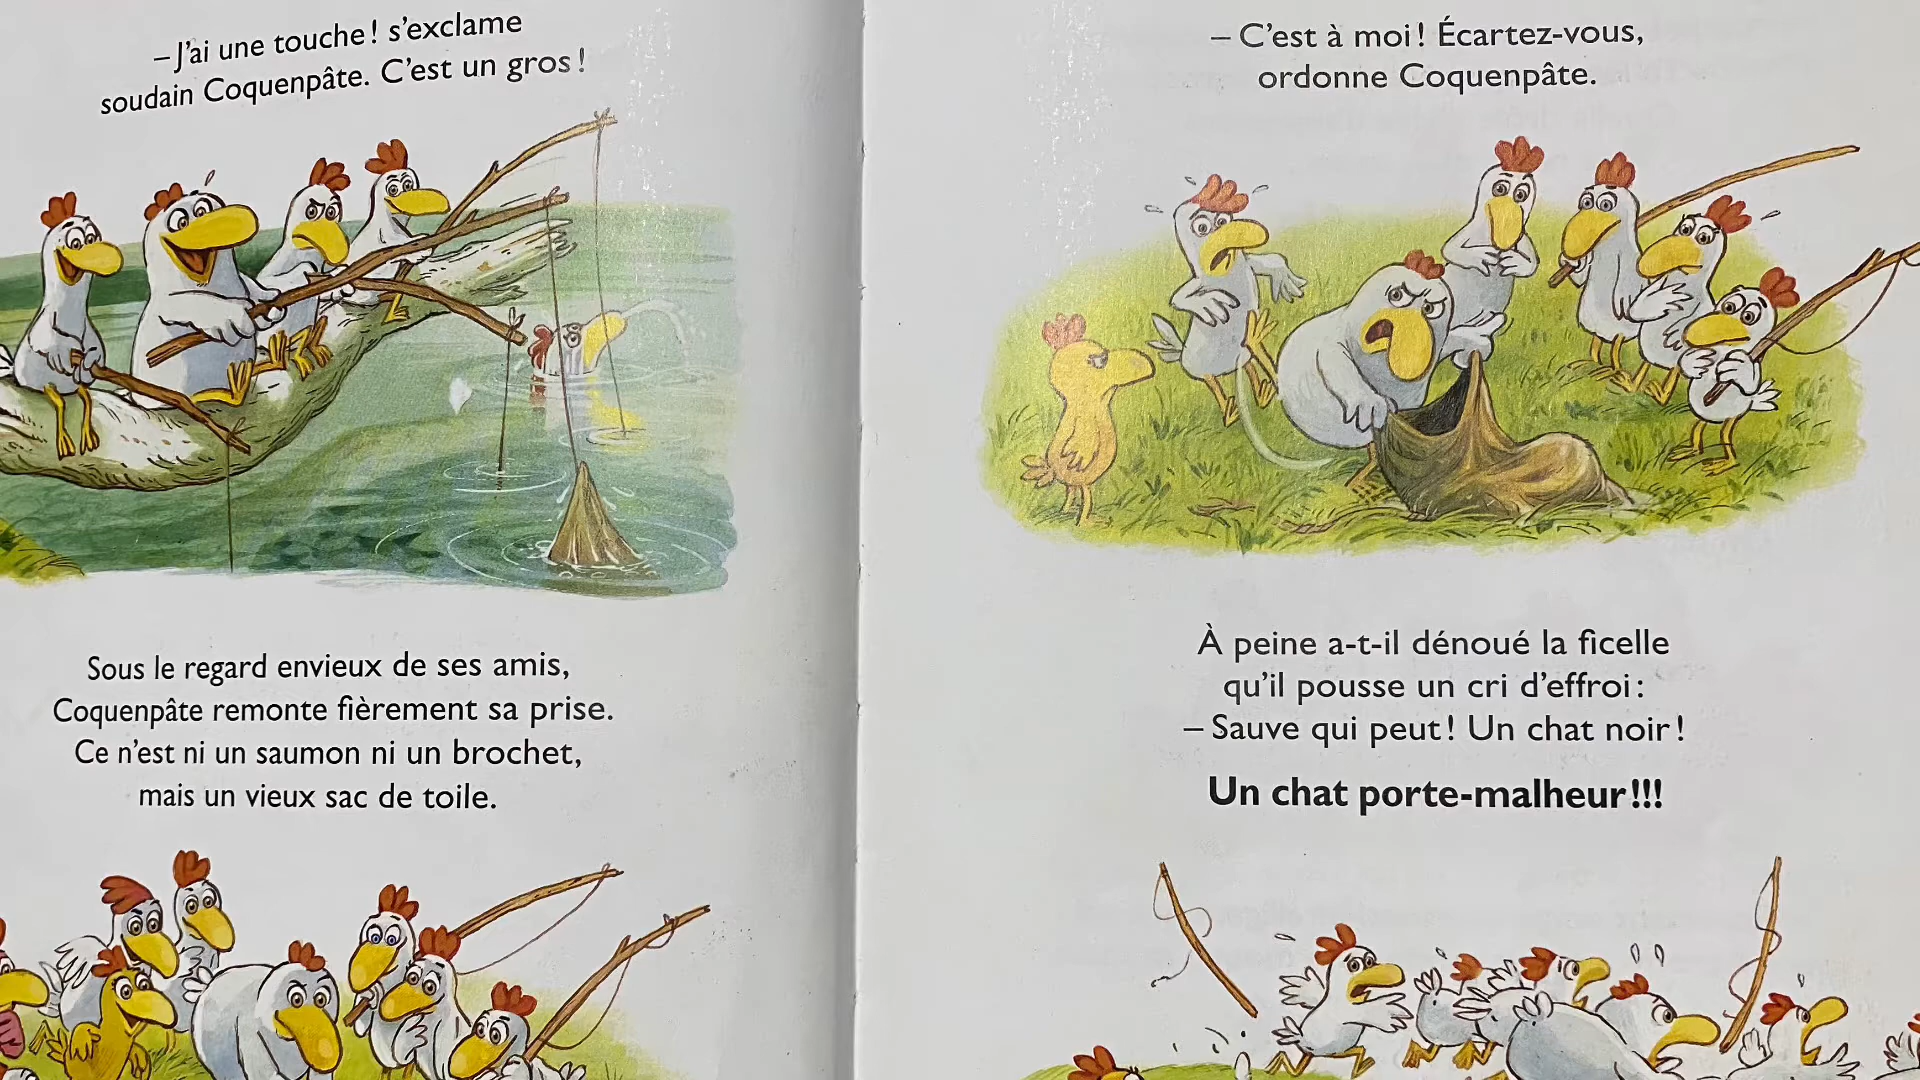 – J’ai une touche ! s’exclame
soudain Coquenpâte. C’est un gros !
Sous le regard envieux de ses amis,
Coquenpâte remonte fièrement sa prise.
Ce n’est ni un saumon ni un brochet,
mais un vieux sac de toile.
– C’est à moi ! Écartez-vous,
ordonne Coquenpâte.
À peine a-t-il dénoué la ficelle
qu’il pousse un cri d’effroi :
– Sauve qui peut ! Un chat noir !
Un chat porte-malheur !!!